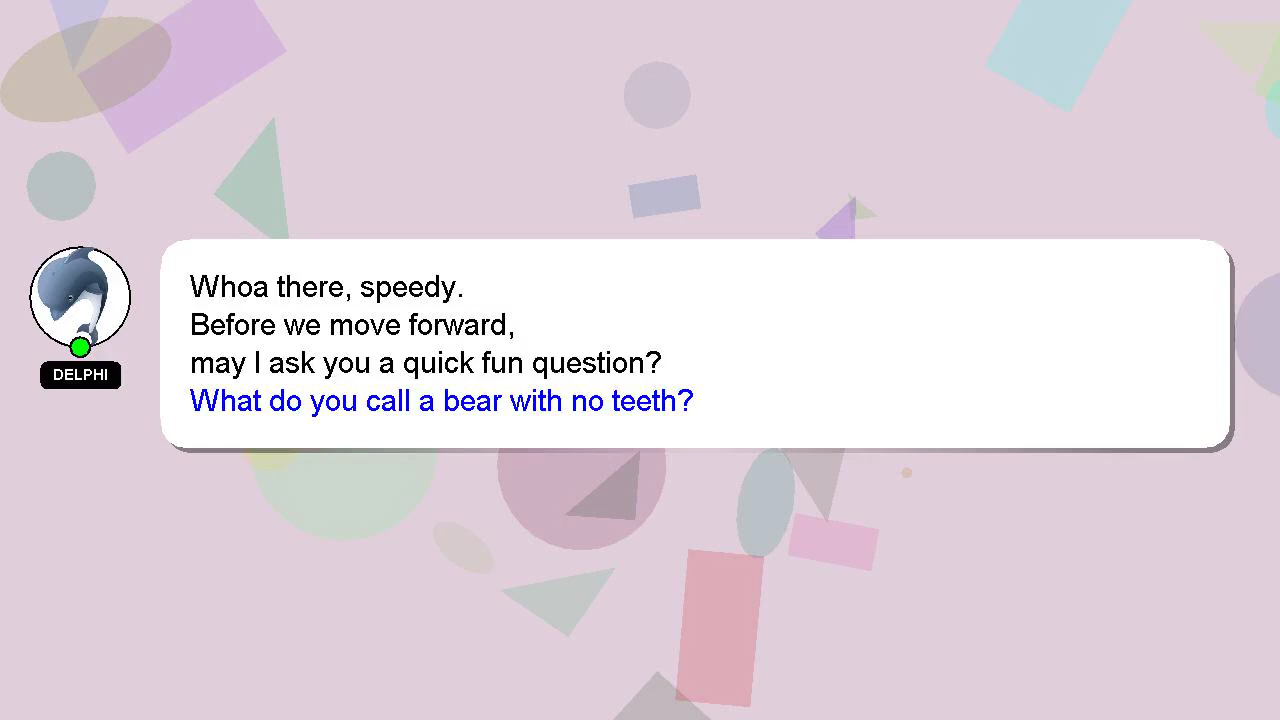 Whoa there, speedy.
Before we move forward,
may I ask you a quick fun question?
What do you call a bear with no teeth?
DELPHI